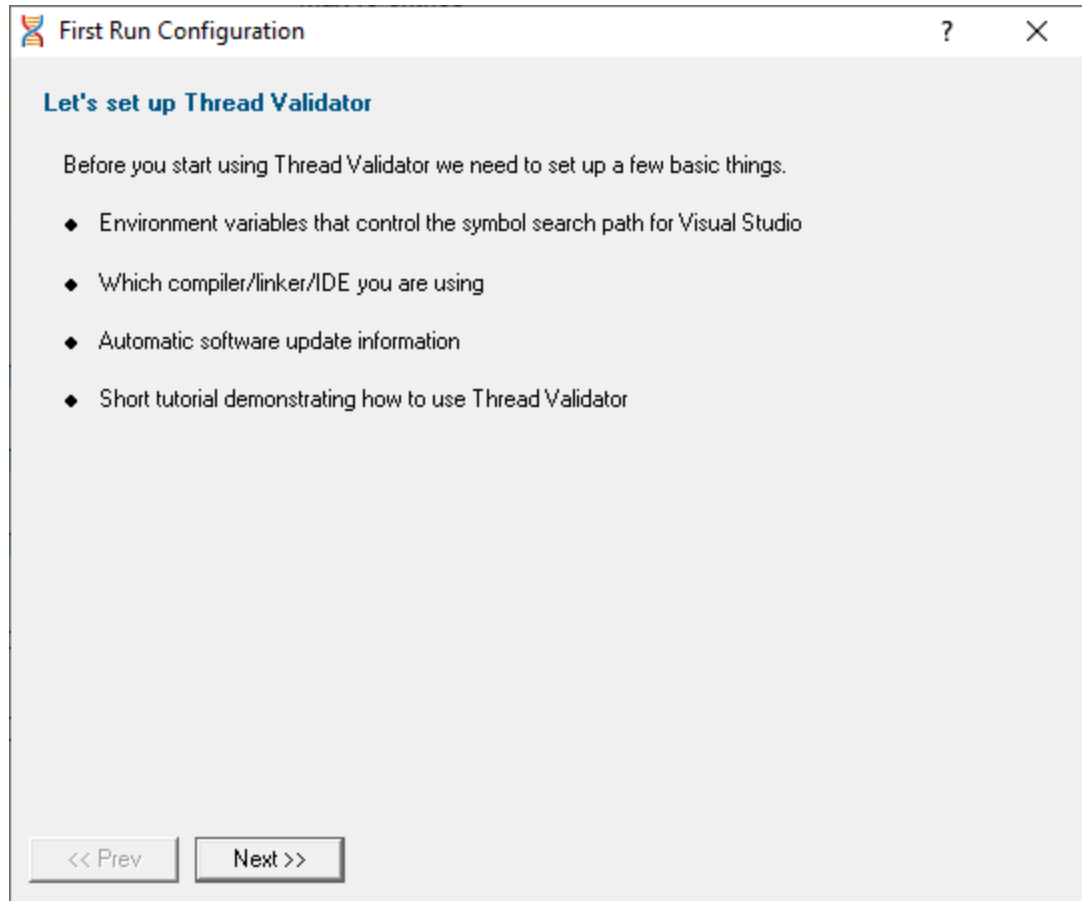 First Run Configuration
?
Let's set up Thread Validator
Before you start using Thread Validator we need to set up a few basic things.
Environment variables that control the symbol search path for Visual Studio
Which compiler/linker/IDE you are using
Automatic software update information
Short tutorial demonstrating how to use Thread Validator
<< Prev
Next >>